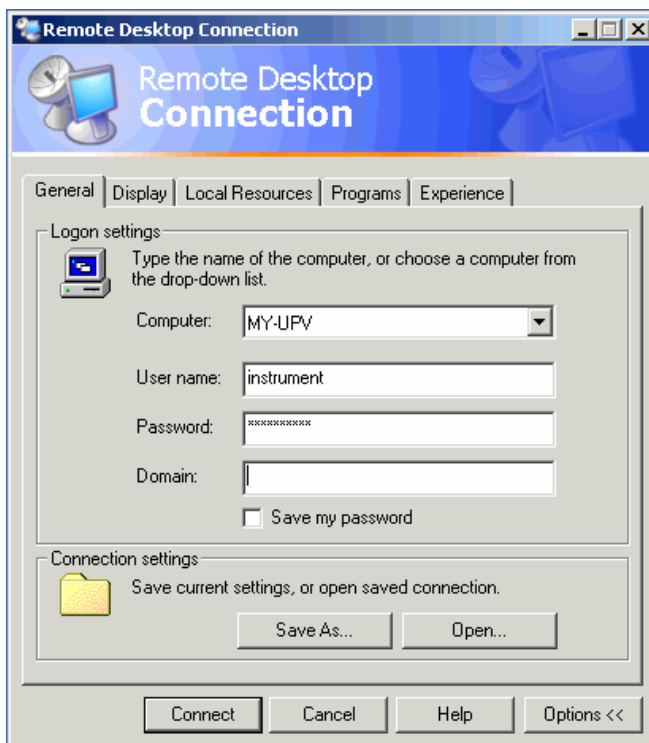 Remote Desktop Connection
Remote Desktop
Connection
General Display Local Resources Programs Experience
Logon settings
Type the name of the computer, or choose a computer from
the drop-down list.
Computer: MY-UPV
User name: instrument
Password: **********
Domain:
Save my password
Connection settings
Save current settings, or open saved connection.
Save As... Open...
Connect Cancel Help Options <<